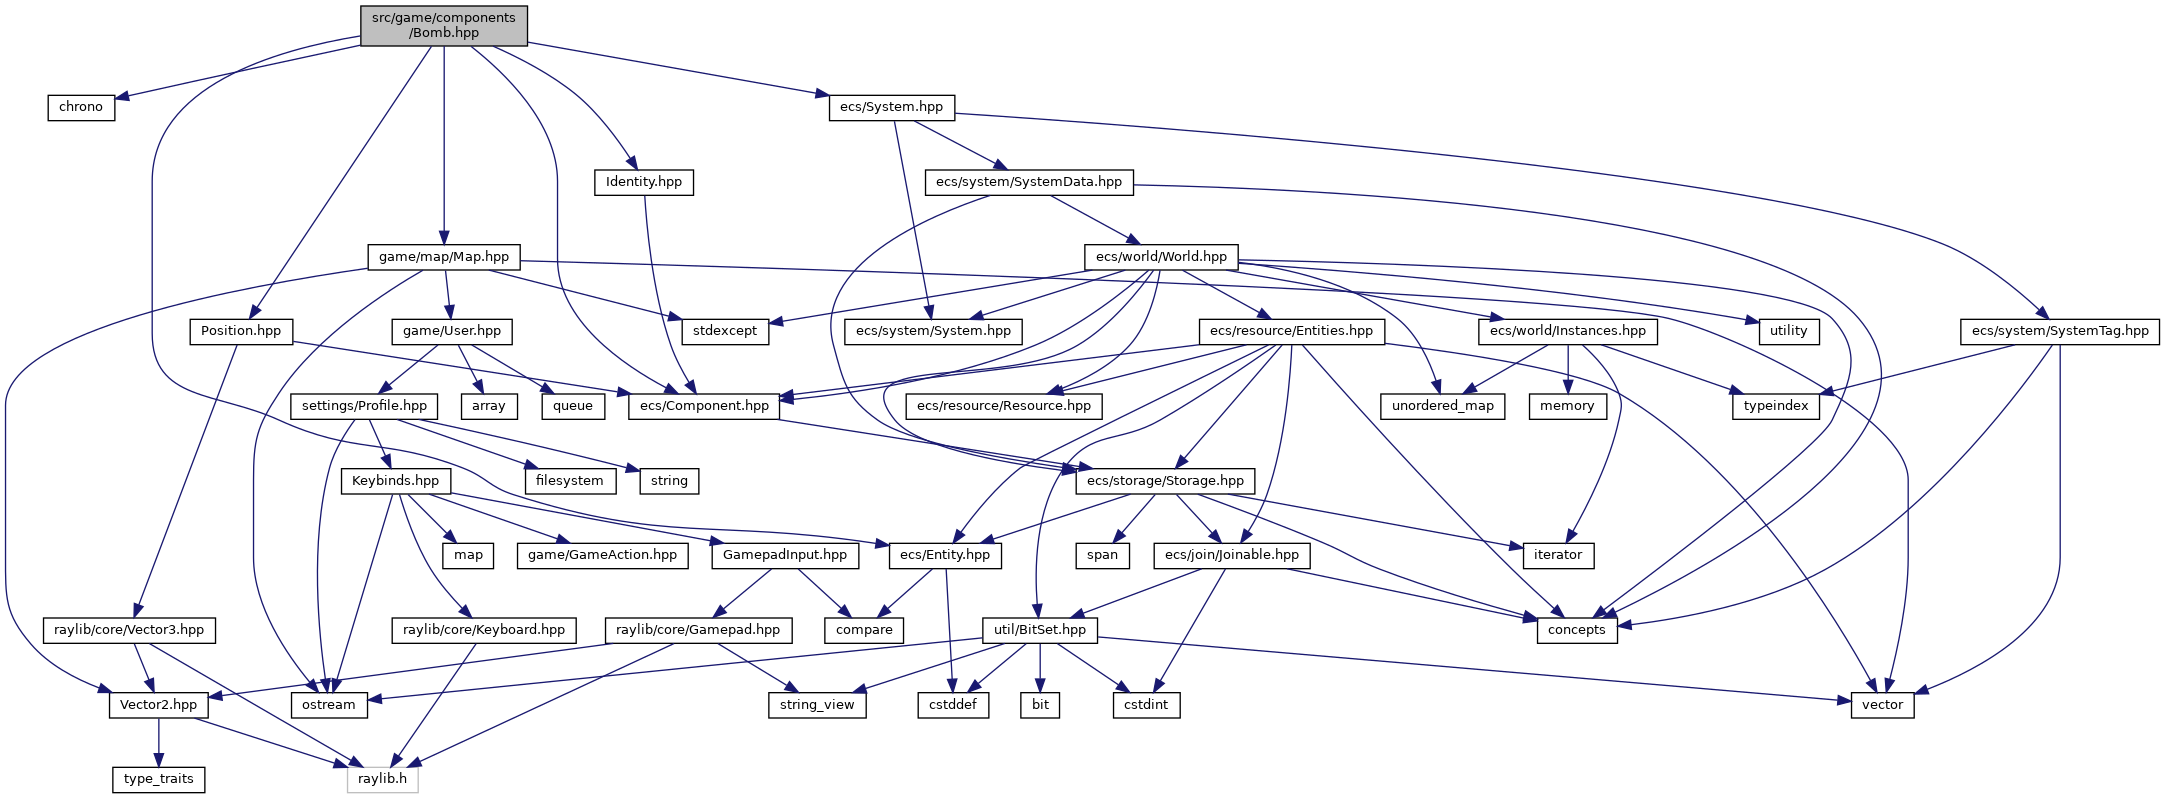 src/game/components
/Bomb.hpp
chrono
ecs/System.hpp
Identity.hpp
ecs/system/SystemData.hpp
game/map/Map.hpp
ecs/world/World.hpp
Position.hpp
game/User.hpp
stdexcept
ecs/system/System.hpp
ecs/resource/Entities.hpp
ecs/world/Instances.hpp
utility
ecs/system/SystemTag.hpp
settings/Profile.hpp
array
queue
ecs/Component.hpp
ecs/resource/Resource.hpp
unordered_map
memory
typeindex
Keybinds.hpp
filesystem
string
ecs/storage/Storage.hpp
map
game/GameAction.hpp
GamepadInput.hpp
ecs/Entity.hpp
span
ecs/join/Joinable.hpp
iterator
raylib/core/Vector3.hpp
raylib/core/Keyboard.hpp
raylib/core/Gamepad.hpp
compare
util/BitSet.hpp
concepts
Vector2.hpp
ostream
string_view
cstddef
bit
cstdint
vector
type_traits
raylib.h